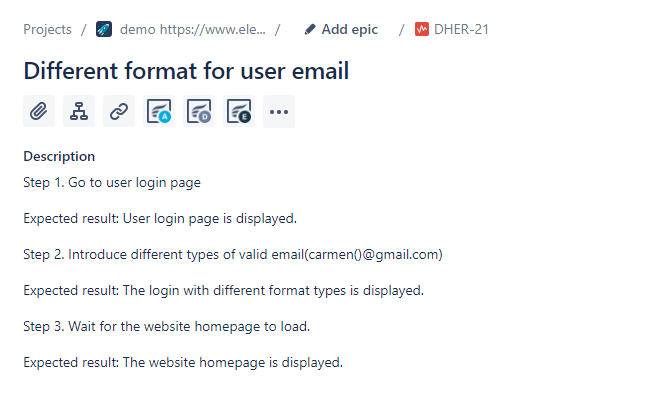 Projects / demo https://www.ele... / Add epic / DHER-21
Different format for user email
A D E
Description
Step 1. Go to user login page
Expected result: User login page is displayed.
Step 2. Introduce different types of valid email(carmen()@gmail.com)
Expected result: The login with different format types is displayed.
Step 3. Wait for the website homepage to load.
Expected result: The website homepage is displayed.